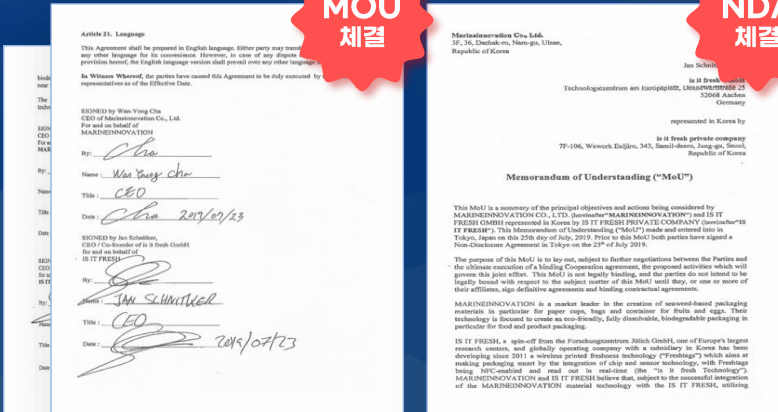 MOU
체결
Article 21. Language
This Agreement shall be prepared in English language. Either party may
any other language for its convenience. However, in case of any dispute
provision hereof, the English language version shall prevail over any other language
In Witness Whereof, the parties have caused this Agreement to be duly executed by
representatives as of the Effective Date.
SIGNED by Wan-Yong Cha
CEO of Marineinnovation Co., Ltd.
For and on behalf of
MARINEINNOVATION
By: Cha
Name : Wan Young Cha
Title : CEO
Date : Cha 2019/07/23
SIGNED by Jan Schnitker,
CEO / Co-founder of is it fresh GmbH
for and on behalf of
IS IT FRESH
By:
Name : JAN SCHNITKER
Title : CEO
Date : 2019/07/23
NDA
체결
Marineinnovation Co., Ltd.
3F, 36, Dachak-ro, Nam-gu, Ulsan,
Republic of Korea
Jan
is it fresh
Technologiezentrum am Europaplatz, Dennewartstraße 25
52068 Aachen
Germany
represented in Korea by
is it fresh private company
7F-106, Wework Euljiro, 343, Samil-daero, Jung-gu, Seoul,
Republic of Korea
Memorandum of Understanding (“MoU”)
This MoU is a summary of the principal objectives and actions being considered by
MARINEINNOVATION CO., LTD. (hereinafter“MARINEINNOVATION”) and IS IT
FRESH GMBH represented in Korea by IS IT FRESH PRIVATE COMPANY (hereinafter“IS
IT FRESH”). This Memorandum of Understanding (“MoU”) made and entered into in
Tokyo, Japan on this 25th day of July, 2019. Prior to this MoU both parties have signed a
Non-Disclosure Agreement in Tokyo on the 23rd of July 2019.
The purpose of this MoU is to lay out, subject to further negotiations between the Parties and
the ultimate execution of a binding Cooperation agreement, the proposed activities which will
govern this joint effort. This MoU is not legally binding, and the parties do not intend to be
legally bound with respect to the subject matter of this MoU until they, or one or more of
their affiliates, sign definitive agreements and binding contractual agreements.
MARINEINNOVATION is a market leader in the creation of seaweed-based packaging
materials in particular for paper cups, bags and container for fruits and eggs. Their
technology is focused to create an eco-friendly, fully dissolvable, biodegradable packaging in
particular for food and product packaging.
IS IT FRESH, a spin-off from the Forschungszentrum Jülich GmbH, one of Europe's largest
research centers, and globally operating company with a subsidiary in Korea has been
developing since 2011 a wireless printed freshness technology (“Freshtags”) which aims at
making packaging smart by the integration of chip and sensor technology, with Freshtags
being NFC-enabled and read out in real-time (the “is it fresh Technology”).
MARINEINNOVATION and IS IT FRESH believe that, subject to the successful integration
of the MARINEINNOVATION material technology with the IS IT FRESH, utilizing